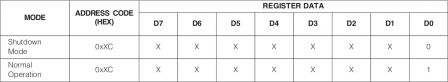 MODE ADDRESS CODE (HEX) REGISTER DATA
D7 D6 D5 D4 D3 D2 D1 D0
Shutdown Mode 0xXC X X X X X X X 0
Normal Operation 0xXC X X X X X X X 1